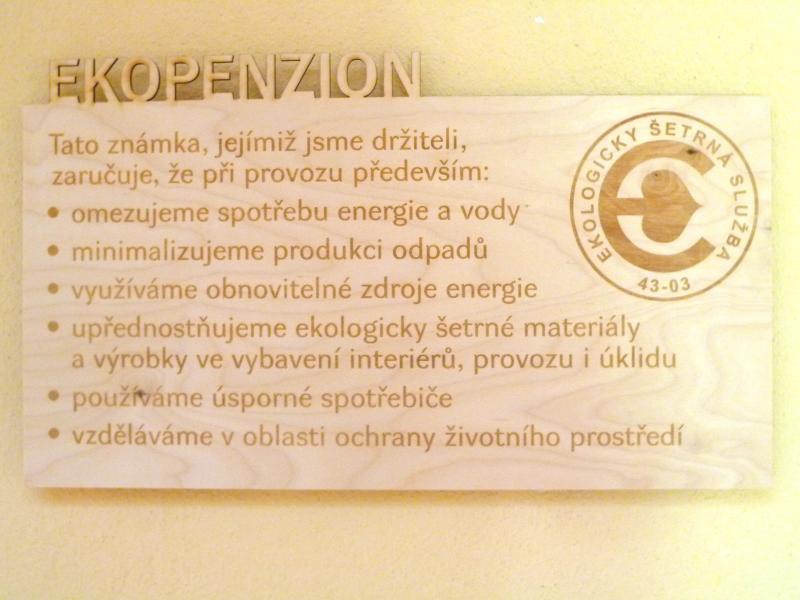 EKOPENZION
Tato známka, jejímiž jsme držiteli,
zaručuje, že při provozu především:
• omezujeme spotřebu energie a vody
• minimalizujeme produkci odpadů
• využíváme obnovitelné zdroje energie
• upřednostňujeme ekologicky šetrné materiály
a výrobky ve vybavení interiérů, provozu i úklidu
• používáme úsporné spotřebiče
• vzděláváme v oblasti ochrany životního prostředí
EKOLOGICKY ŠETRNÁ SLUŽBA
43-03